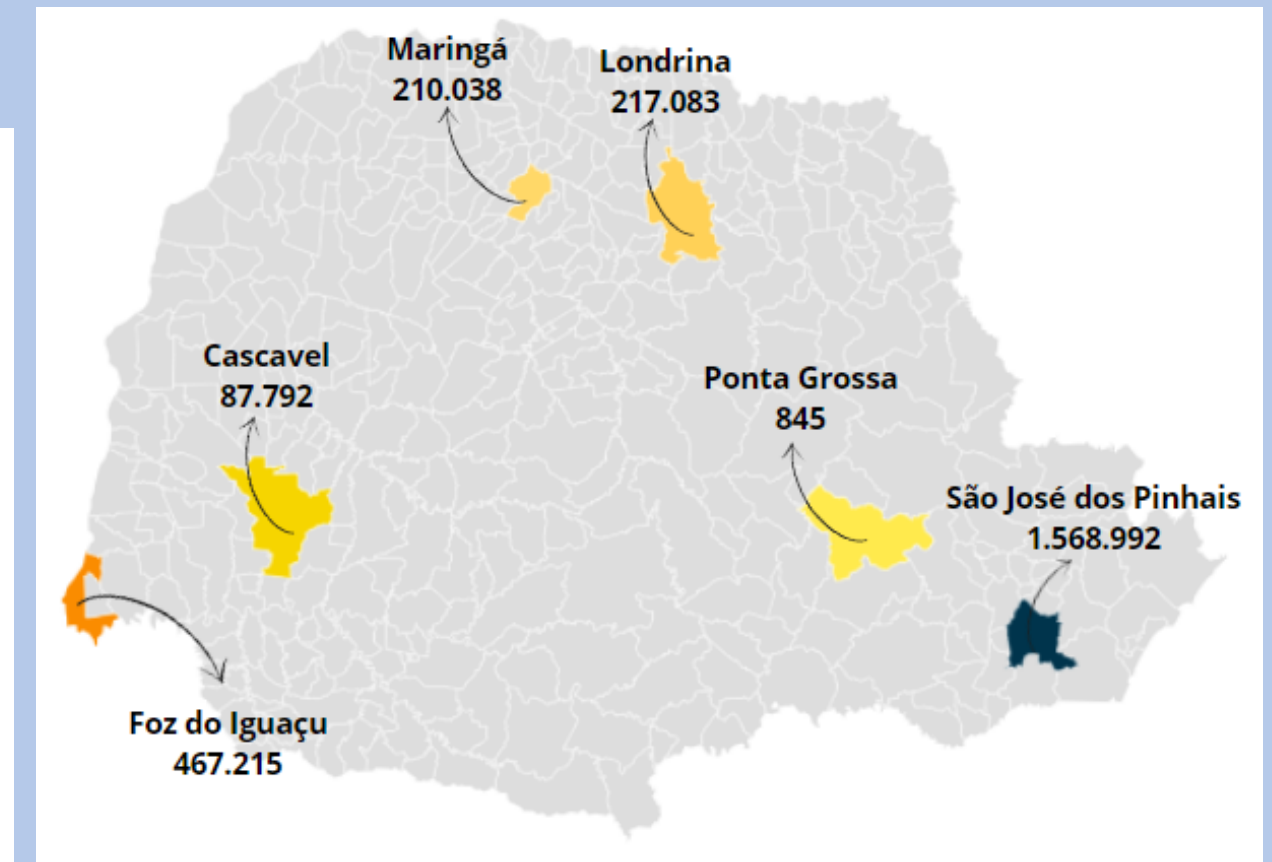 Maringá
210.038
Londrina
217.083
Cascavel
87.792
Ponta Grossa
845
São José dos Pinhais
1.568.992
Foz do Iguaçu
467.215